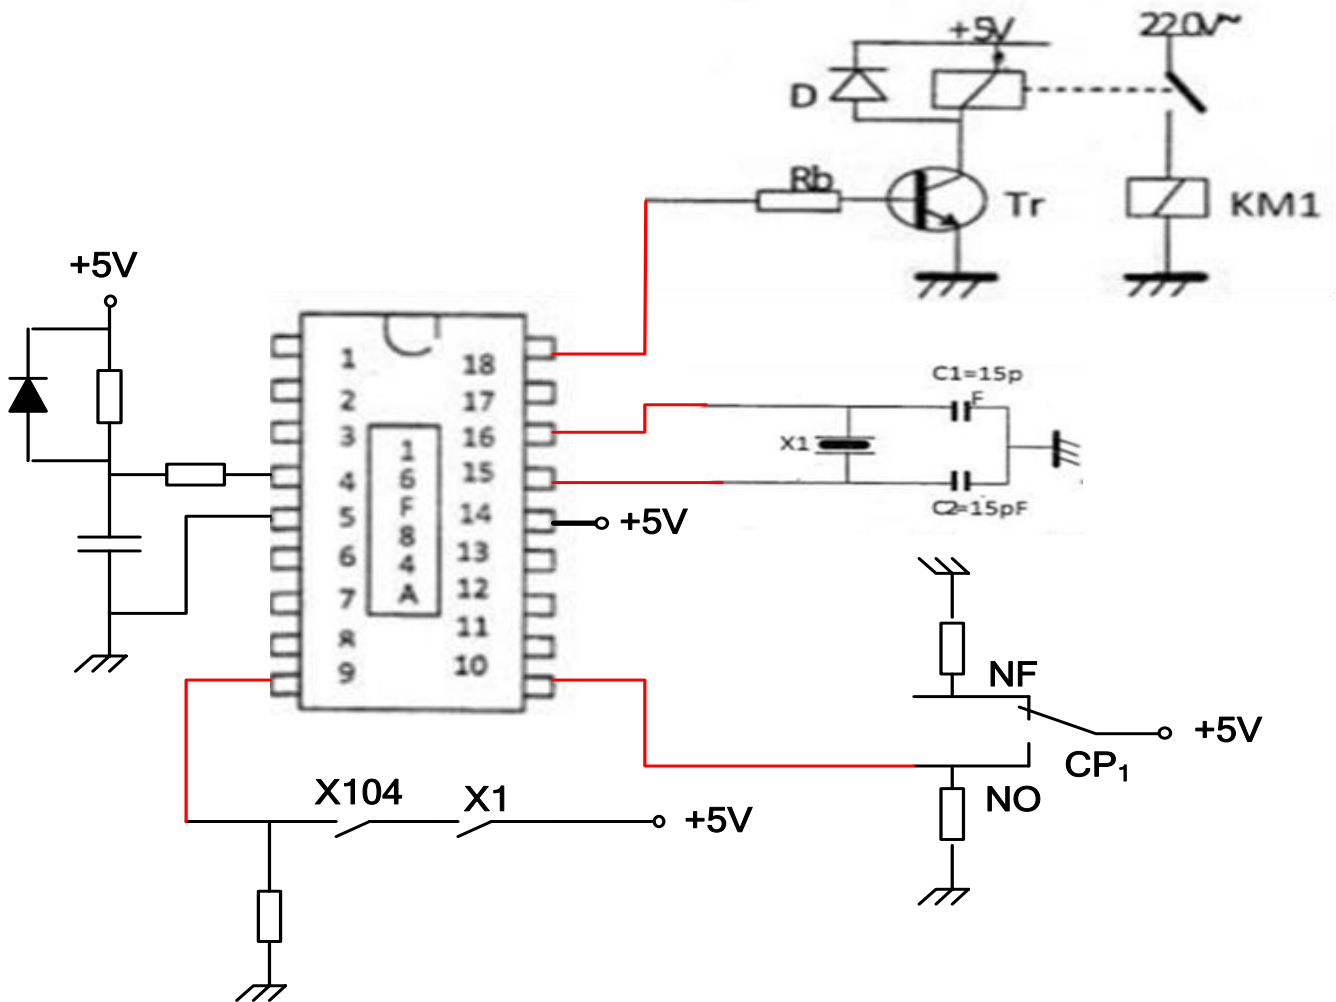 +5V
220V~
D
Rb
Tr
KM1
+5V
1
18
2
17
3
16
4
15
5
14
6
13
7
12
8
11
9
10
1
6
F
8
4
A
C1=15p
F
X1
C2=15pF
+5V
NF
+5V
CP1
NO
X104
X1
+5V